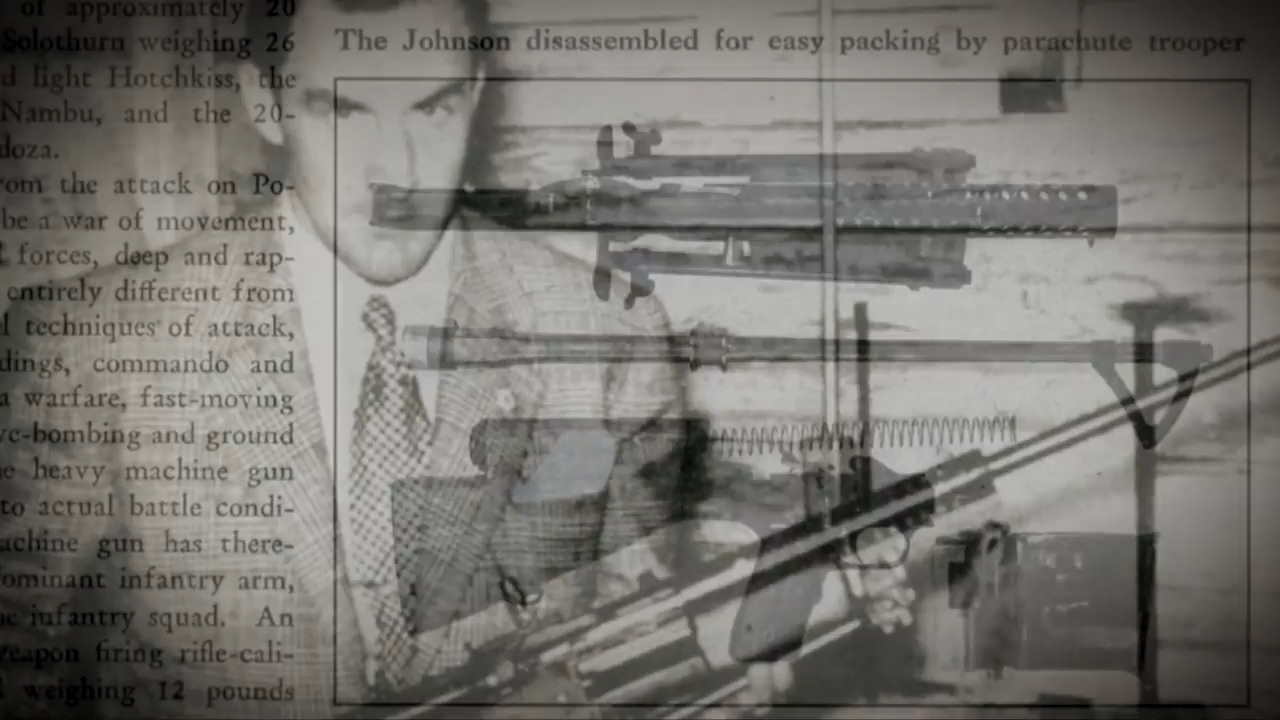 of approximately 20
Solothurn weighing 26
d light Hotchkiss, the
Nambu, and the 20-
doza.
rom the attack on Po-
be a war of movement,
forces, deep and rap-
entirely different from
l techniques of attack,
dings, commando and
a warfare, fast-moving
ve-bombing and ground
e heavy machine gun
to actual battle condi-
achine gun has there-
ominant infantry arm,
e infantry squad. An
weapon firing rifle-cali-
weighing 12 pounds
The Johnson disassembled for easy packing by parachute trooper